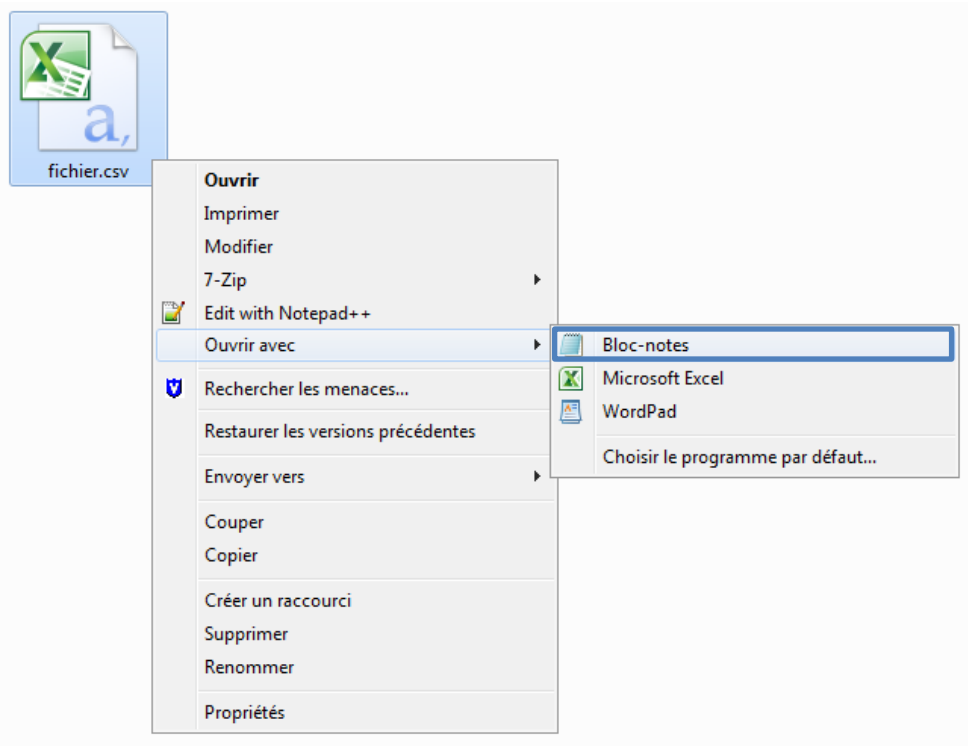 a,
fichier.csv
Ouvrir
Imprimer
Modifier
7-Zip
Edit with Notepad++
Ouvrir avec
Bloc-notes
Microsoft Excel
WordPad
Choisir le programme par défaut...
Rechercher les menaces...
Restaurer les versions précédentes
Envoyer vers
Couper
Copier
Créer un raccourci
Supprimer
Renommer
Propriétés